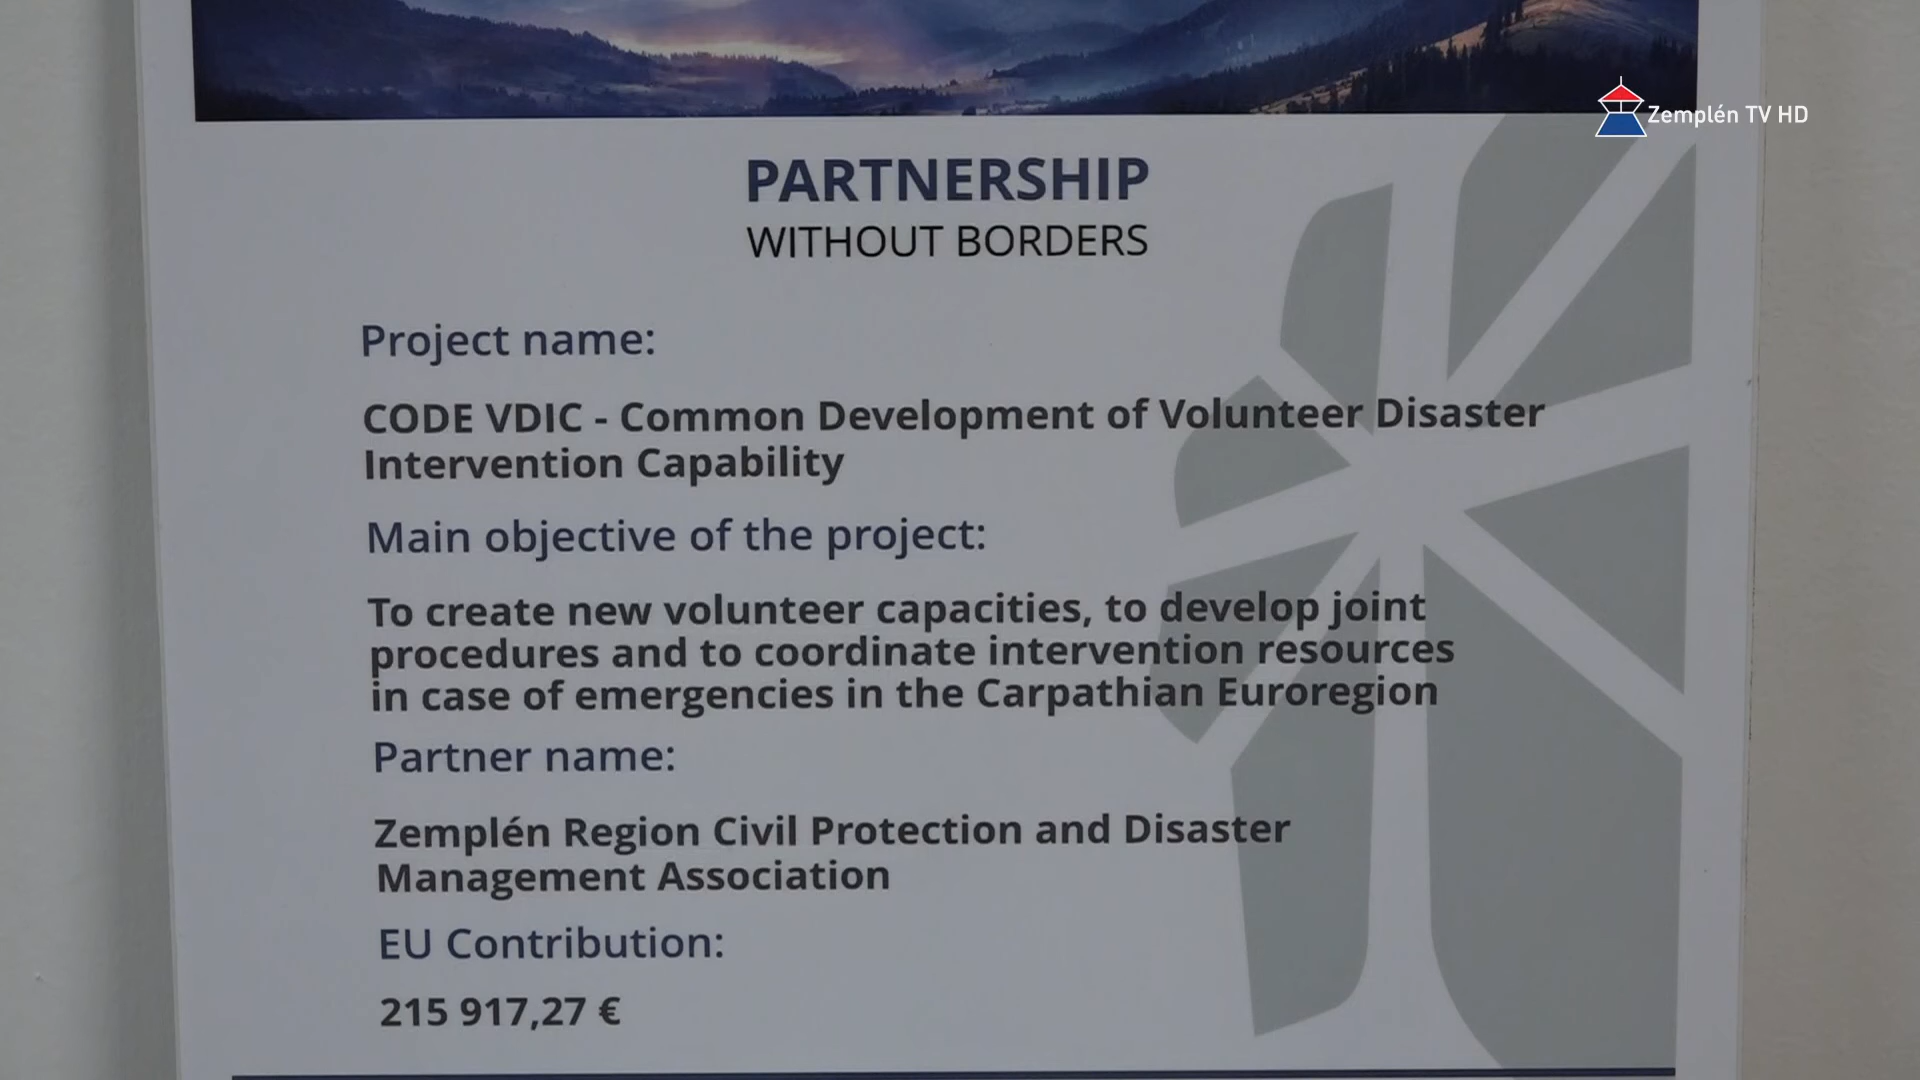 Zemplén TV HD
PARTNERSHIP
WITHOUT BORDERS
Project name:
CODE VDIC - Common Development of Volunteer Disaster
Intervention Capability
Main objective of the project:
To create new volunteer capacities, to develop joint
procedures and to coordinate intervention resources
in case of emergencies in the Carpathian Euroregion
Partner name:
Zemplén Region Civil Protection and Disaster
Management Association
EU Contribution:
215 917,27 €